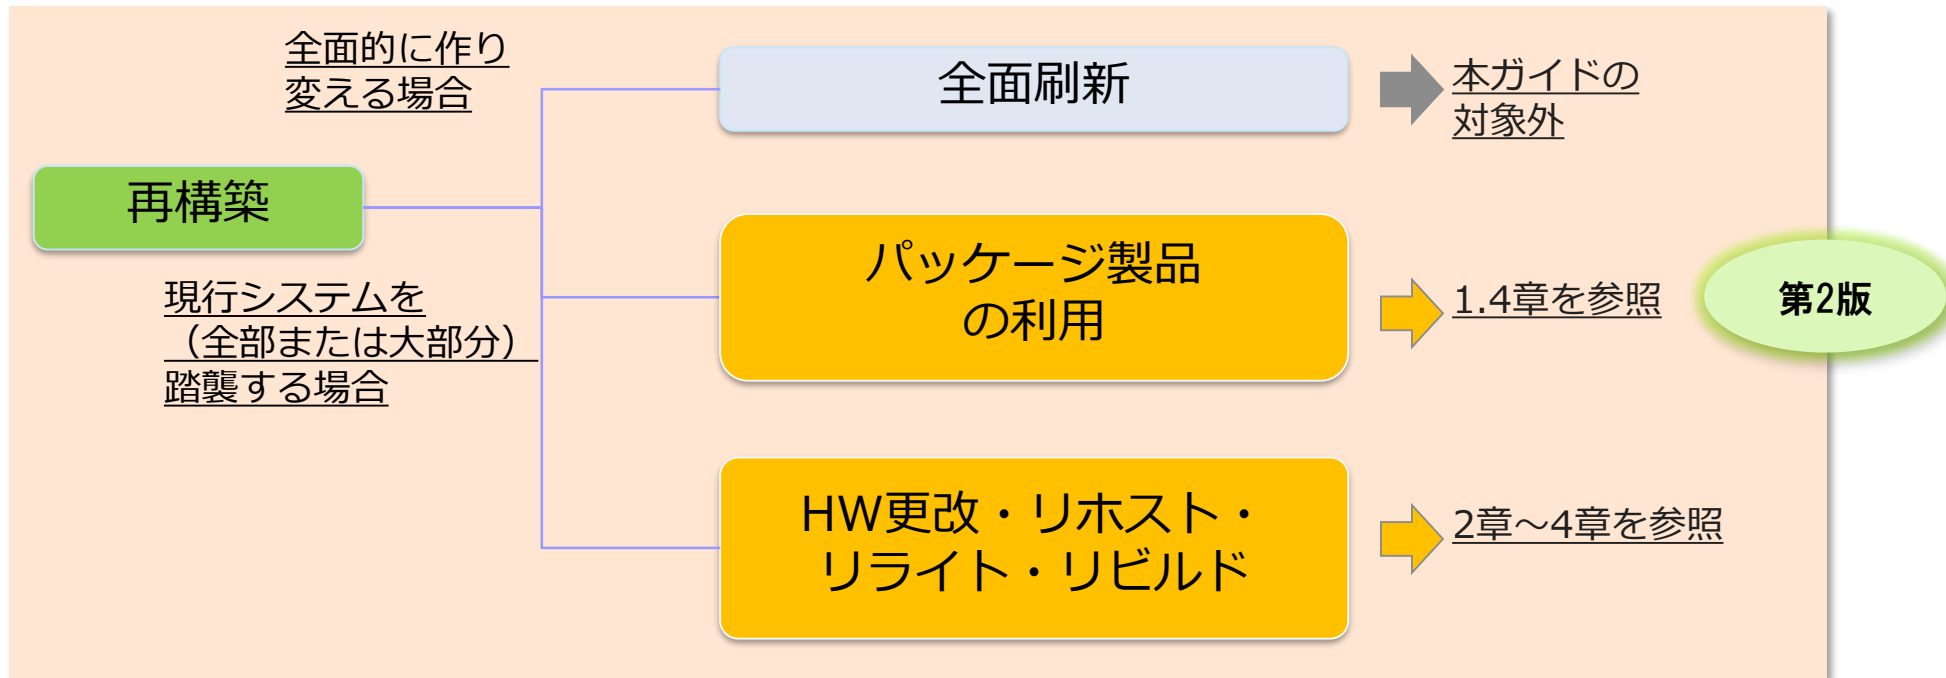 全面的に作り
変える場合
全面刷新
本ガイドの
対象外
再構築
現行システムを
（全部または大部分）
踏襲する場合
パッケージ製品
の利用
1.4章を参照
第2版
HW更改・リホスト・
リライト・リビルド
2章～4章を参照